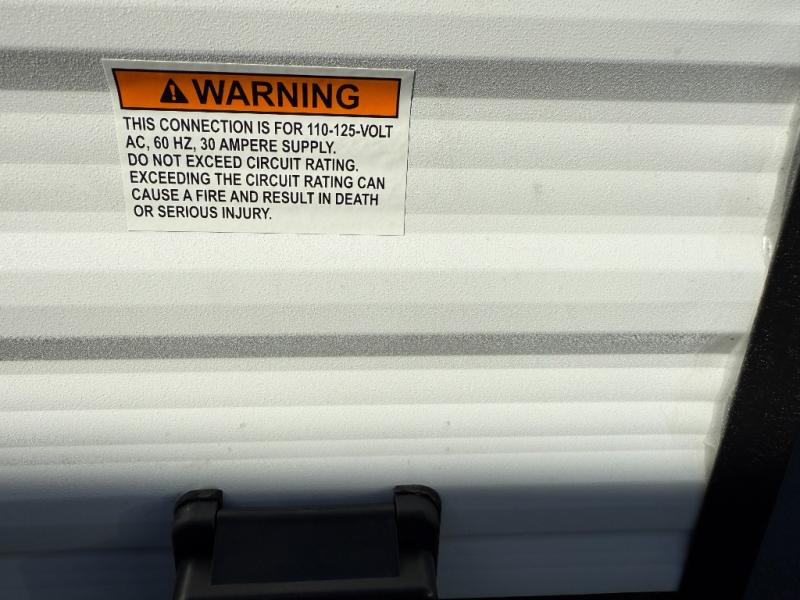 WARNING
THIS CONNECTION IS FOR 110-125-VOLT
AC, 60 HZ, 30 AMPERE SUPPLY.
DO NOT EXCEED CIRCUIT RATING.
EXCEEDING THE CIRCUIT RATING CAN
CAUSE A FIRE AND RESULT IN DEATH
OR SERIOUS INJURY.